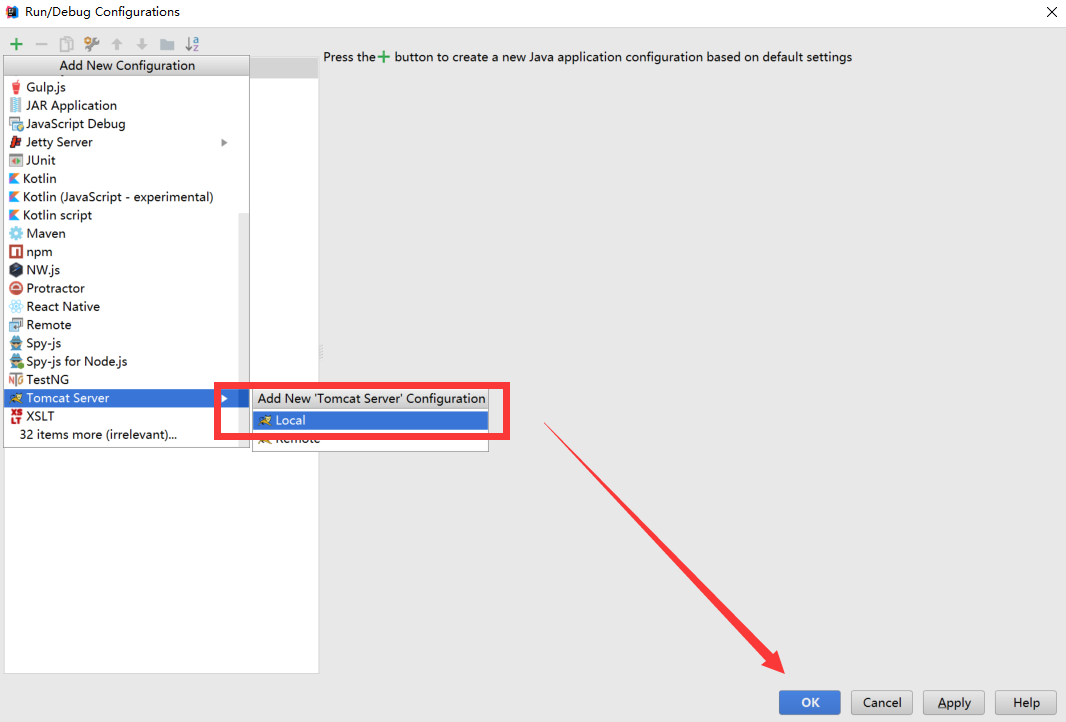 Run/Debug Configurations
Press the + button to create a new Java application configuration based on default settings
Add New Configuration
Gulp.js
JAR Application
JavaScript Debug
Jetty Server
JUnit
Kotlin
Kotlin (JavaScript - experimental)
Kotlin script
Maven
npm
NW.js
Protractor
React Native
Remote
Spy-js
Spy-js for Node.js
TestNG
Tomcat Server
XSLT
32 items more (irrelevant)...
Add New 'Tomcat Server' Configuration
Local
Remote
OK
Cancel
Apply
Help